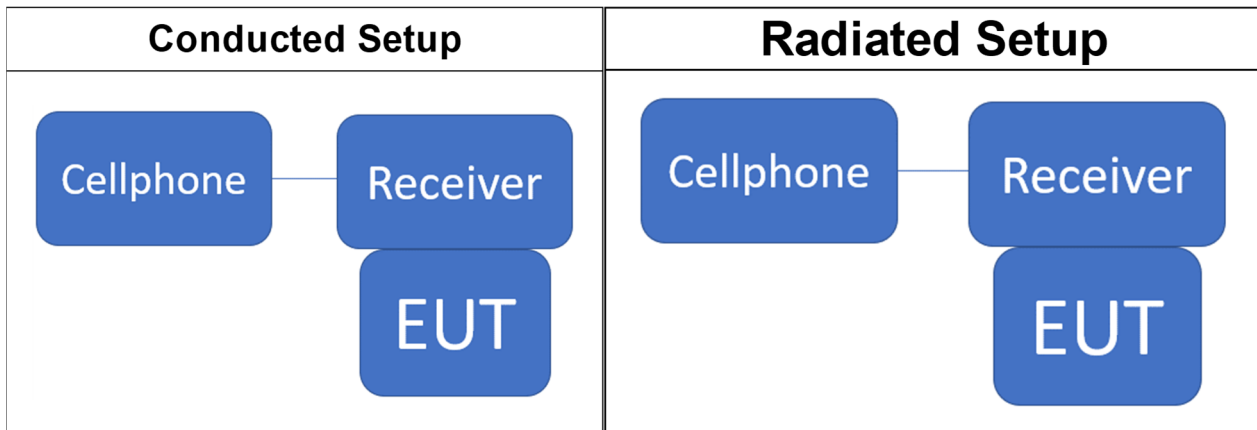 Conducted Setup
Cellphone
Receiver
EUT
Radiated Setup
Cellphone
Receiver
EUT